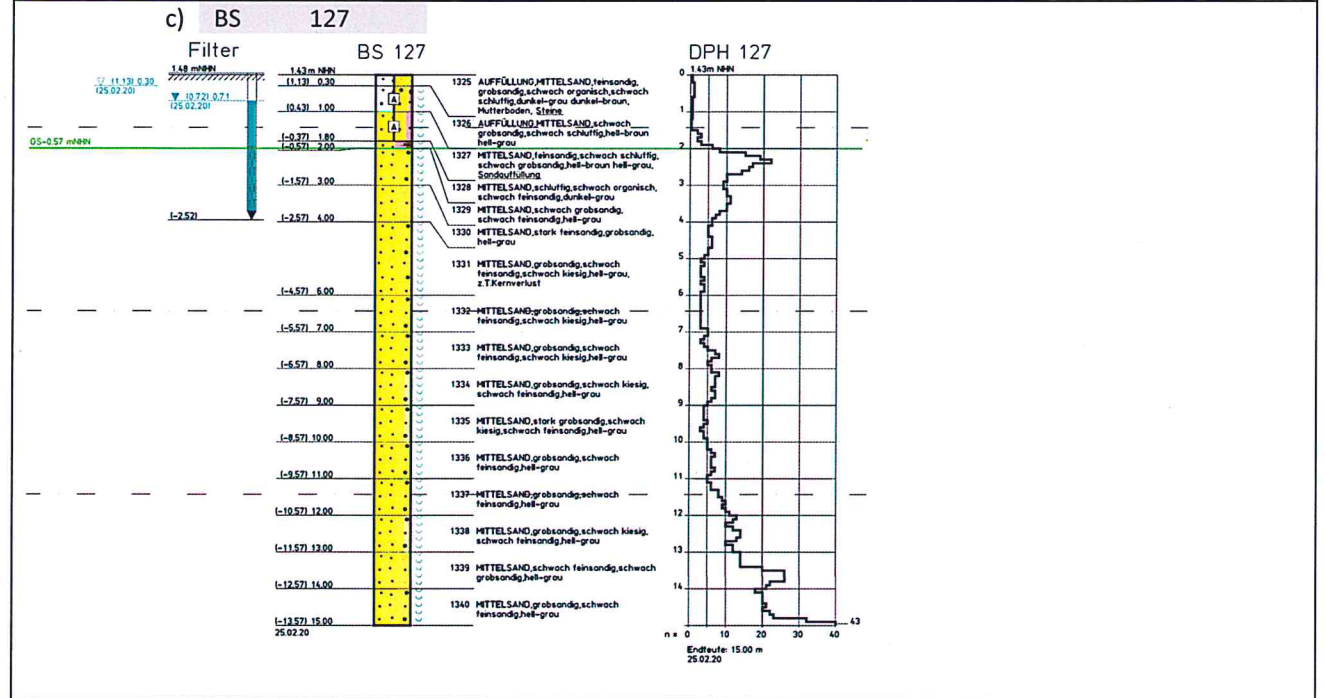 c) BS 127
Filter
BS 127
DPH 127
1.48 mNHN
1.43m NHN
1.43m NHN
(1.13) 0.30
(25.02.20)
(0.72) 0.71
(25.02.20)
GS=0.57 mNHN
(-2.52)
(1.13) 0.30
(0.43) 1.00
(-0.37) 1.80
(-0.57) 2.00
(-1.57) 3.00
(-2.57) 4.00
(-4.57) 6.00
(-5.57) 7.00
(-6.57) 8.00
(-7.57) 9.00
(-8.57) 10.00
(-9.57) 11.00
(-10.57) 12.00
(-11.57) 13.00
(-12.57) 14.00
(-13.57) 15.00
25.02.20
A
A
1325 AUFFÜLLUNG,MITTELSAND,feinsandig,
grobsandig,schwach organisch,schwach
schluffig,dunkel-grau dunkel-braun,
Mutterboden, Steine
1326 AUFFÜLLUNG,MITTELSAND,schwach
grobsandig,schwach schluffig,hell-braun
hell-grau
1327 MITTELSAND,feinsandig,schwach schluffig,
schwach grobsandig,hell-braun hell-grau,
Sandauffüllung
1328 MITTELSAND,schluffig,schwach organisch,
schwach feinsandig,dunkel-grau
1329 MITTELSAND,schwach grobsandig,
schwach feinsandig,hell-grau
1330 MITTELSAND,stark feinsandig,grobsandig,
hell-grau
1331 MITTELSAND,grobsandig,schwach
feinsandig,schwach kiesig,hell-grau,
z.T.Kernverlust
1332 MITTELSAND,grobsandig,schwach
feinsandig,schwach kiesig,hell-grau
1333 MITTELSAND,grobsandig,schwach
feinsandig,schwach kiesig,hell-grau
1334 MITTELSAND,grobsandig,schwach kiesig,
schwach feinsandig,hell-grau
1335 MITTELSAND,stark grobsandig,schwach
kiesig,schwach feinsandig,hell-grau
1336 MITTELSAND,grobsandig,schwach
feinsandig,hell-grau
1337 MITTELSAND,grobsandig,schwach
feinsandig,hell-grau
1338 MITTELSAND,grobsandig,schwach kiesig,
schwach feinsandig,hell-grau
1339 MITTELSAND,schwach feinsandig,schwach
grobsandig,hell-grau
1340 MITTELSAND,grobsandig,schwach
feinsandig,hell-grau
0
1
2
3
4
5
6
7
8
9
10
11
12
13
14
43
n = 0 10 20 30 40
Endteufe: 15.00 m
25.02.20